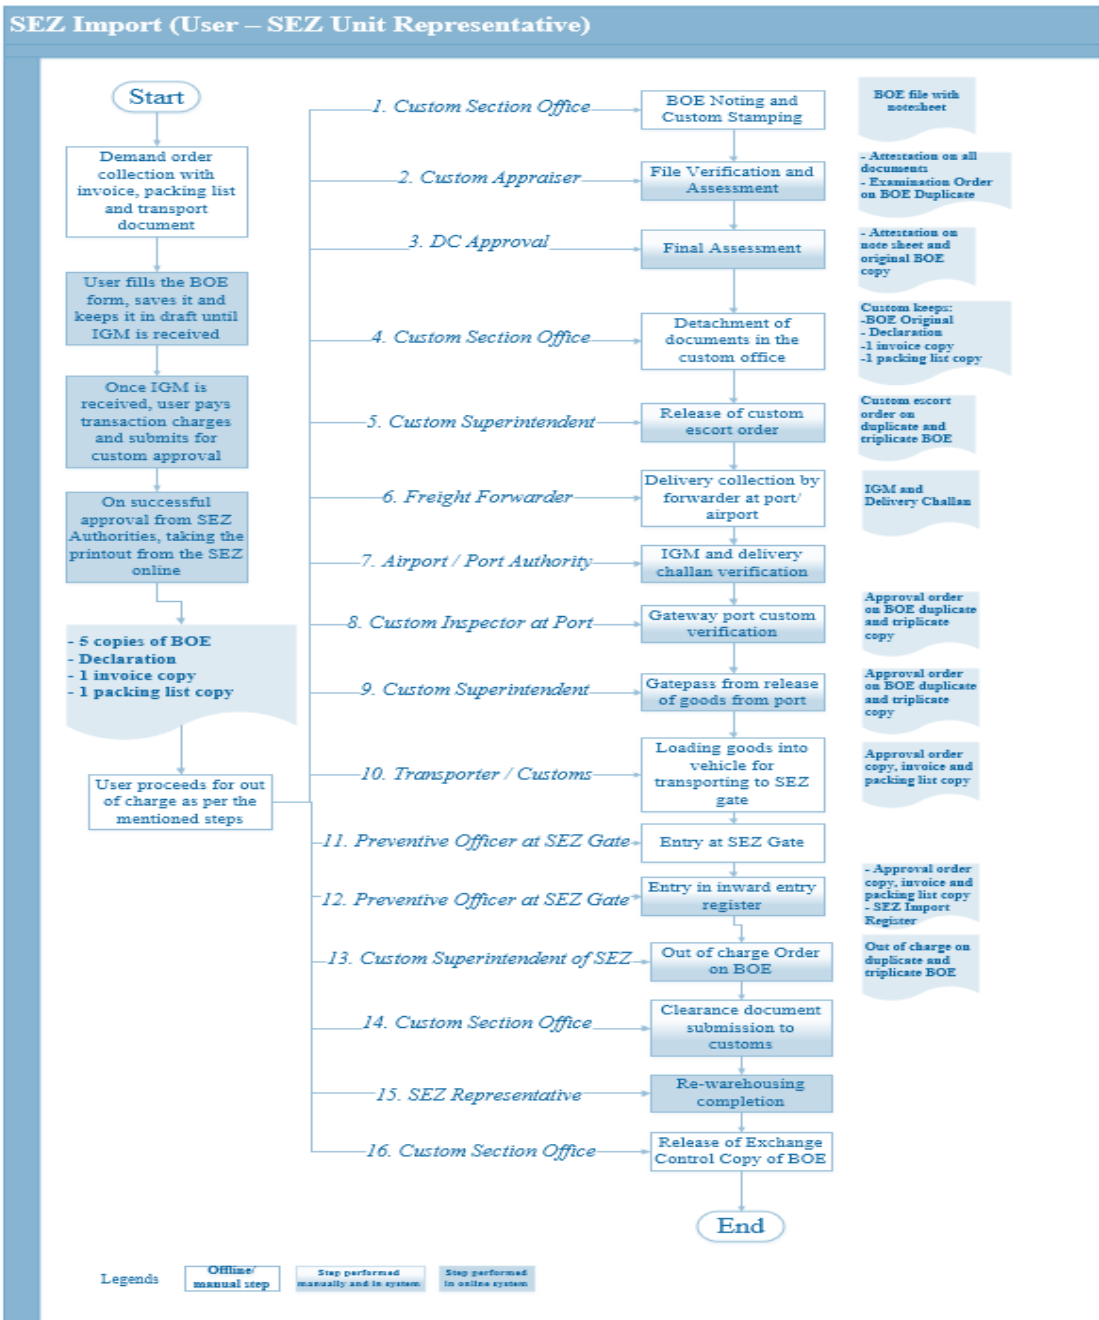 SEZ Import (User – SEZ Unit Representative)
Start
Demand order
collection with
invoice, packing list
and transport
document
User fills the BOE
form, saves it and
keeps it in draft until
IGM is received
Once IGM is
received, user pays
transaction charges
and submits for
custom approval
On successful
approval from SEZ
Authorities, taking the
printout from the SEZ
online
- 5 copies of BOE
- Declaration
- 1 invoice copy
- 1 packing list copy
User proceeds for out
of charge as per the
mentioned steps
1. Custom Section Office
BOE Noting and
Custom Stamping
BOE file with
notesheet
2. Custom Appraiser
File Verification and
Assessment
- Attestation on all
documents
- Examination Order
on BOE Duplicate
3. DC Approval
Final Assessment
- Attestation on
note sheet and
original BOE
copy
4. Custom Section Office
Detachment of
documents in the
custom office
Custom keeps:
-BOE Original
- Declaration
-1 invoice copy
-1 packing list copy
5. Custom Superintendent
Release of custom
escort order
Custom escort
order on
duplicate and
triplicate BOE
6. Freight Forwarder
Delivery collection by
forwarder at port/
airport
IGM and
Delivery Challan
7. Airport / Port Authority
IGM and delivery
challan verification
8. Custom Inspector at Port
Gateway port custom
verification
Approval order
on BOE duplicate
and triplicate
copy
9. Custom Superintendent
Gatepass from release
of goods from port
Approval order
on BOE duplicate
and triplicate
copy
10. Transporter / Customs
Loading goods into
vehicle for
transporting to SEZ
gate
Approval order
copy, invoice and
packing list copy
11. Preventive Officer at SEZ Gate
Entry at SEZ Gate
12. Preventive Officer at SEZ Gate
Entry in inward entry
register
- Approval order
copy, invoice and
packing list copy
- SEZ Import
Register
13. Custom Superintendent of SEZ
Out of charge Order
on BOE
Out of charge on
duplicate and
triplicate BOE
14. Custom Section Office
Clearance document
submission to
customs
15. SEZ Representative
Re-warehousing
completion
16. Custom Section Office
Release of Exchange
Control Copy of BOE
End
Legends
Offline/
manual step
Step performed
manually and in system
Step performed
in online system